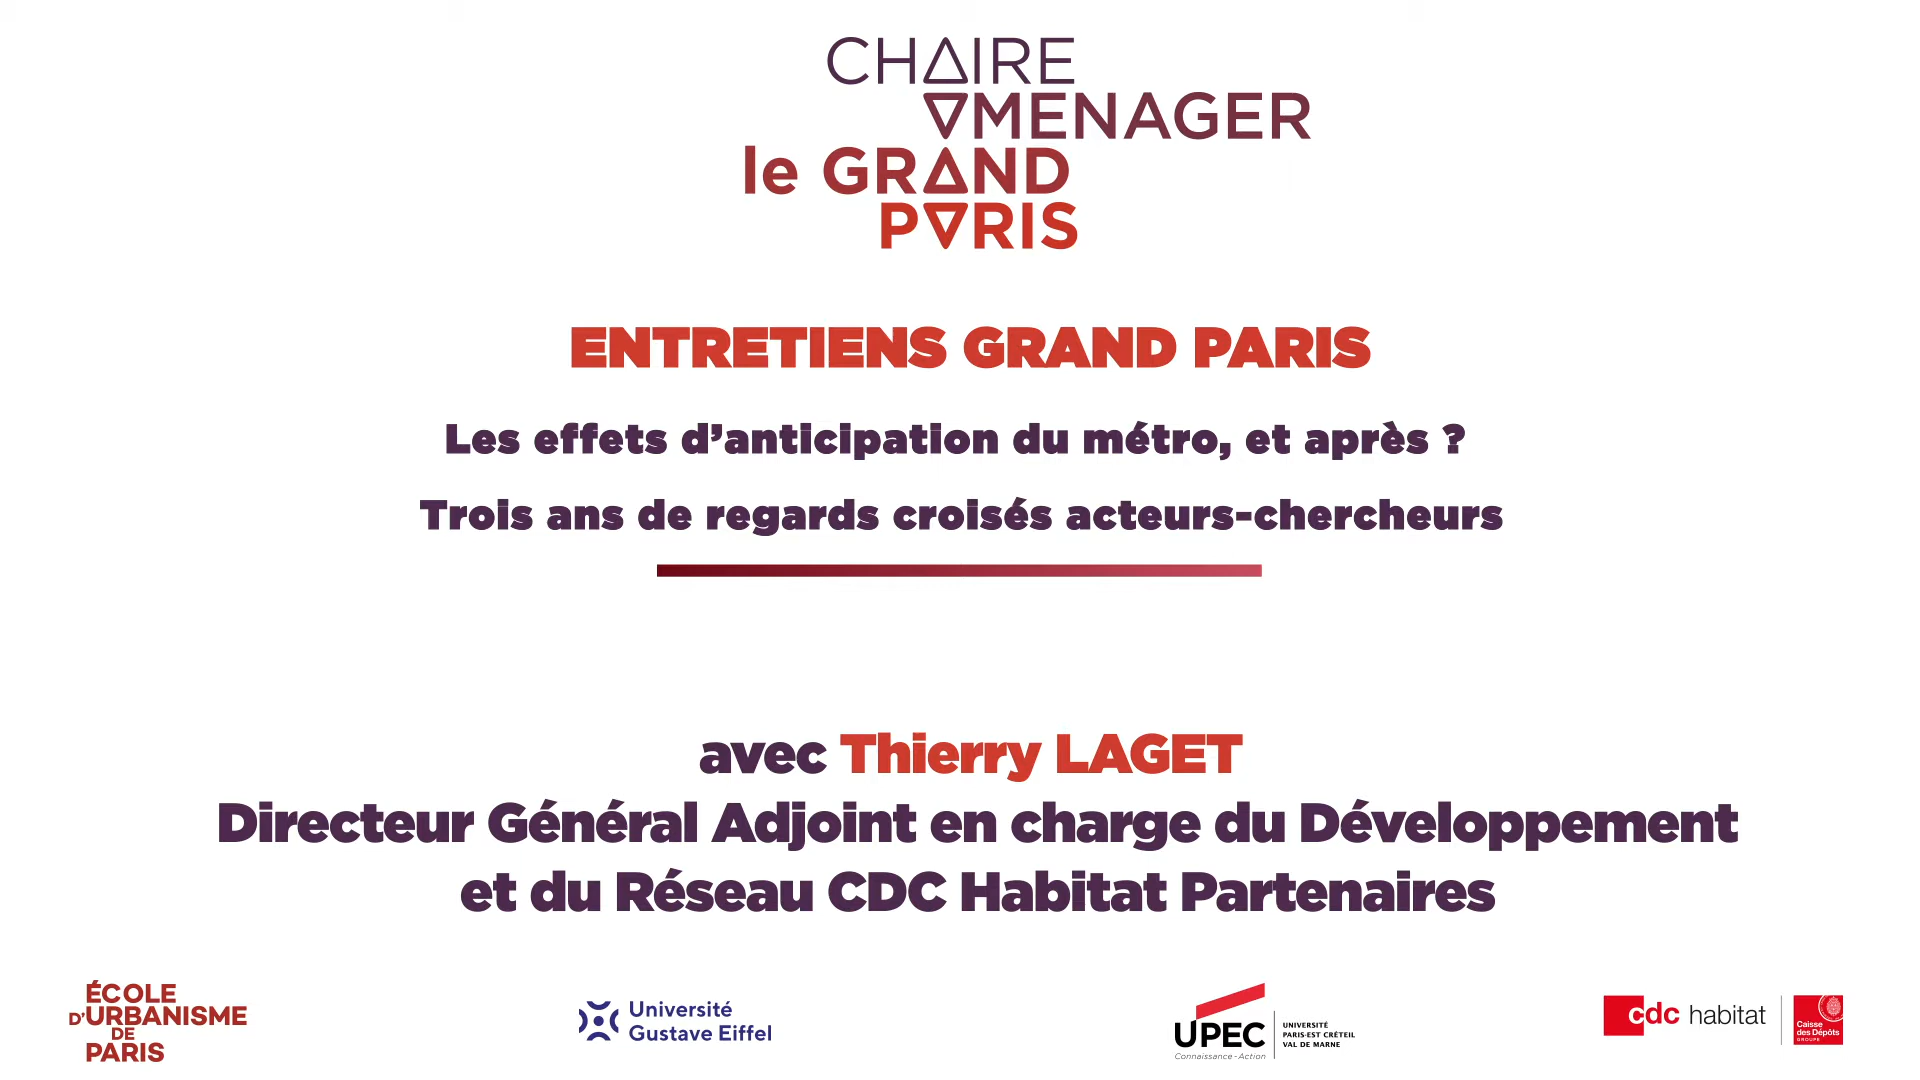 CHAIRE
AMENAGER
le GRAND
PARIS
ENTRETIENS GRAND PARIS
Les effets d’anticipation du métro, et après ?
Trois ans de regards croisés acteurs-chercheurs
avec Thierry LAGET
Directeur Général Adjoint en charge du Développement
et du Réseau CDC Habitat Partenaires
ÉCOLE
D'URBANISME
DE
PARIS
Université
Gustave Eiffel
UPEC
Connaissance - Action
UNIVERSITÉ
PARIS-EST CRÉTEIL
VAL DE MARNE
cdc habitat
Caisse
des Dépôts
GROUPE